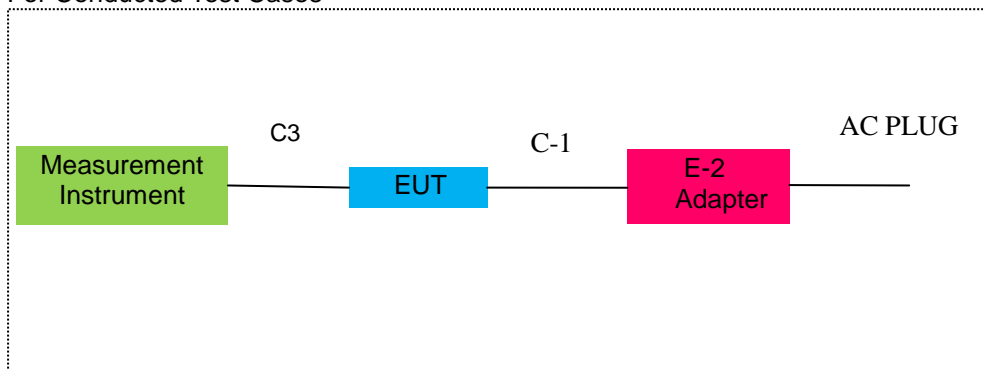 For Conducted Test Cases
C3
C-1
AC PLUG
Measurement
Instrument
EUT
E-2
Adapter